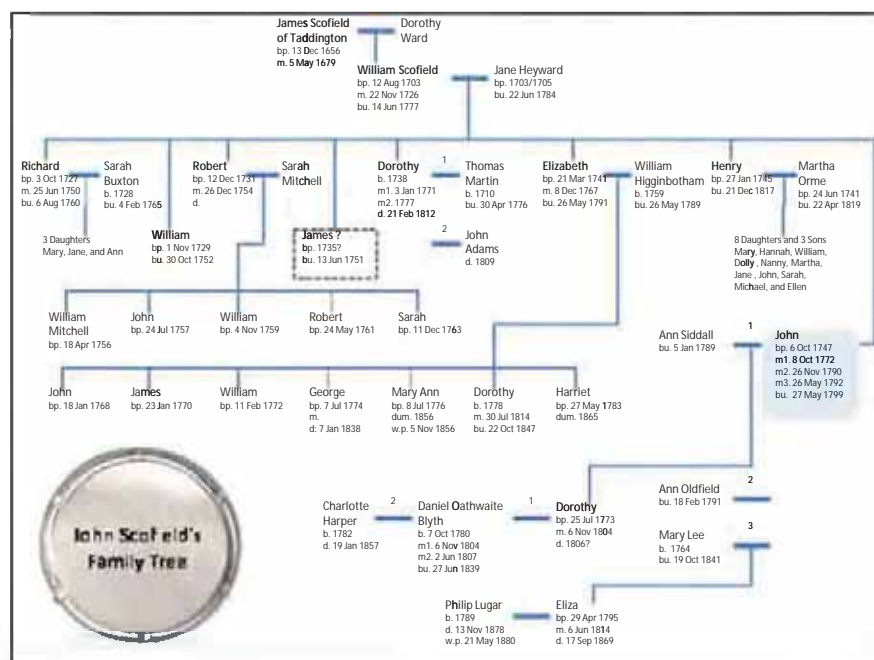 James Scofield
of Taddington
bp. 13 Dec 1656
m. 5 May 1679
Dorothy
Ward
William Scofield
bp. 12 Aug 1703
m. 22 Nov 1726
bu. 14 Jun 1777
Jane Heyward
bp. 1703/1705
bu. 22 Jun 1784
Richard
bp. 3 Oct 1727
m. 25 Jun 1750
bu. 6 Aug 1760
Sarah
Buxton
b. 1728
bu. 4 Feb 1765
3 Daughters
Mary, Jane, and Ann
William
bp. 1 Nov 1729
bu. 30 Oct 1752
Robert
bp. 12 Dec 1731
m. 26 Dec 1754
d.
Sarah
Mitchell
James ?
bp. 1735?
bu. 13 Jun 1751
Dorothy
b. 1738
m1. 3 Jan 1771
m2. 1777
d. 21 Feb 1812
1
Thomas
Martin
b. 1710
bu. 30 Apr 1776
2
John
Adams
d. 1809
Elizabeth
bp. 21 Mar 1741
m. 8 Dec 1767
bu. 26 May 1791
William
Higginbotham
b. 1759
bu. 26 May 1789
Henry
bp. 27 Jan 1745
bu. 21 Dec 1817
Martha
Orme
bp. 24 Jun 1741
bu. 22 Apr 1819
8 Daughters and 3 Sons
Mary, Hannah, William,
Dolly , Nanny, Martha,
Jane , John, Sarah,
Michael, and Ellen
William
Mitchell
bp. 18 Apr 1756
John
bp. 24 Jul 1757
William
bp. 4 Nov 1759
Robert
bp. 24 May 1761
Sarah
bp. 11 Dec 1763
Ann Siddall
bu. 5 Jan 1789
1
John
bp. 6 Oct 1747
m1. 8 Oct 1772
m2. 26 Nov 1790
m3. 26 May 1792
bu. 27 May 1799
John
bp. 18 Jan 1768
James
bp. 23 Jan 1770
William
bp. 11 Feb 1772
George
bp. 7 Jul 1774
m.
d: 7 Jan 1838
Mary Ann
bp. 8 Jul 1776
dum. 1856
w.p. 5 Nov 1856
Dorothy
b. 1778
m. 30 Jul 1814
bu. 22 Oct 1847
Harriet
bp. 27 May 1783
dum. 1865
John Scofield's
Family Tree
Charlotte
Harper
b. 1782
d. 19 Jan 1857
2
Daniel Oathwaite
Blyth
b. 7 Oct 1780
m1. 6 Nov 1804
m2. 2 Jun 1807
bu. 27 Jun 1839
1
Dorothy
bp. 25 Jul 1773
m. 6 Nov 1804
d. 1806?
Ann Oldfield
bu. 18 Feb 1791
2
Mary Lee
b. 1764
bu. 19 Oct 1841
3
Philip Lugar
b. 1789
d. 13 Nov 1878
w.p. 21 May 1880
Eliza
bp. 29 Apr 1795
m. 6 Jun 1814
d. 17 Sep 1869